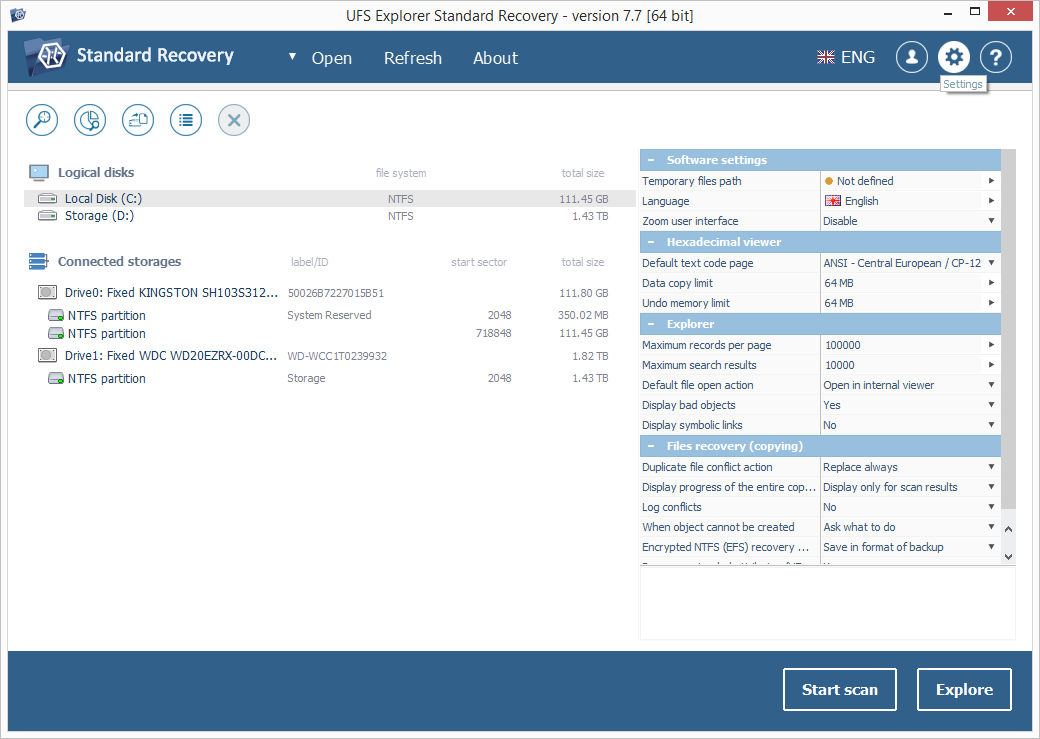 UFS Explorer Standard Recovery - version 7.7 [64 bit]
Standard Recovery
Open
Refresh
About
ENG
Settings
Logical disks file system total size
Local Disk (C:) NTFS 111.45 GB
Storage (D:) NTFS 1.43 TB
Connected storages label/ID start sector total size
Drive0: Fixed KINGSTON SH103S312... 50026B7227015B51 111.80 GB
NTFS partition System Reserved 2048 350.02 MB
NTFS partition 718848 111.45 GB
Drive1: Fixed WDC WD20EZRX-00DC... WD-WCC1T0239932 1.82 TB
NTFS partition Storage 2048 1.43 TB
Software settings
Temporary files path Not defined
Language English
Zoom user interface Disable
Hexadecimal viewer
Default text code page ANSI - Central European / CP-12
Data copy limit 64 MB
Undo memory limit 64 MB
Explorer
Maximum records per page 100000
Maximum search results 10000
Default file open action Open in internal viewer
Display bad objects Yes
Display symbolic links No
Files recovery (copying)
Duplicate file conflict action Replace always
Display progress of the entire cop... Display only for scan results
Log conflicts No
When object cannot be created Ask what to do
Encrypted NTFS (EFS) recovery ... Save in format of backup
Start scan
Explore